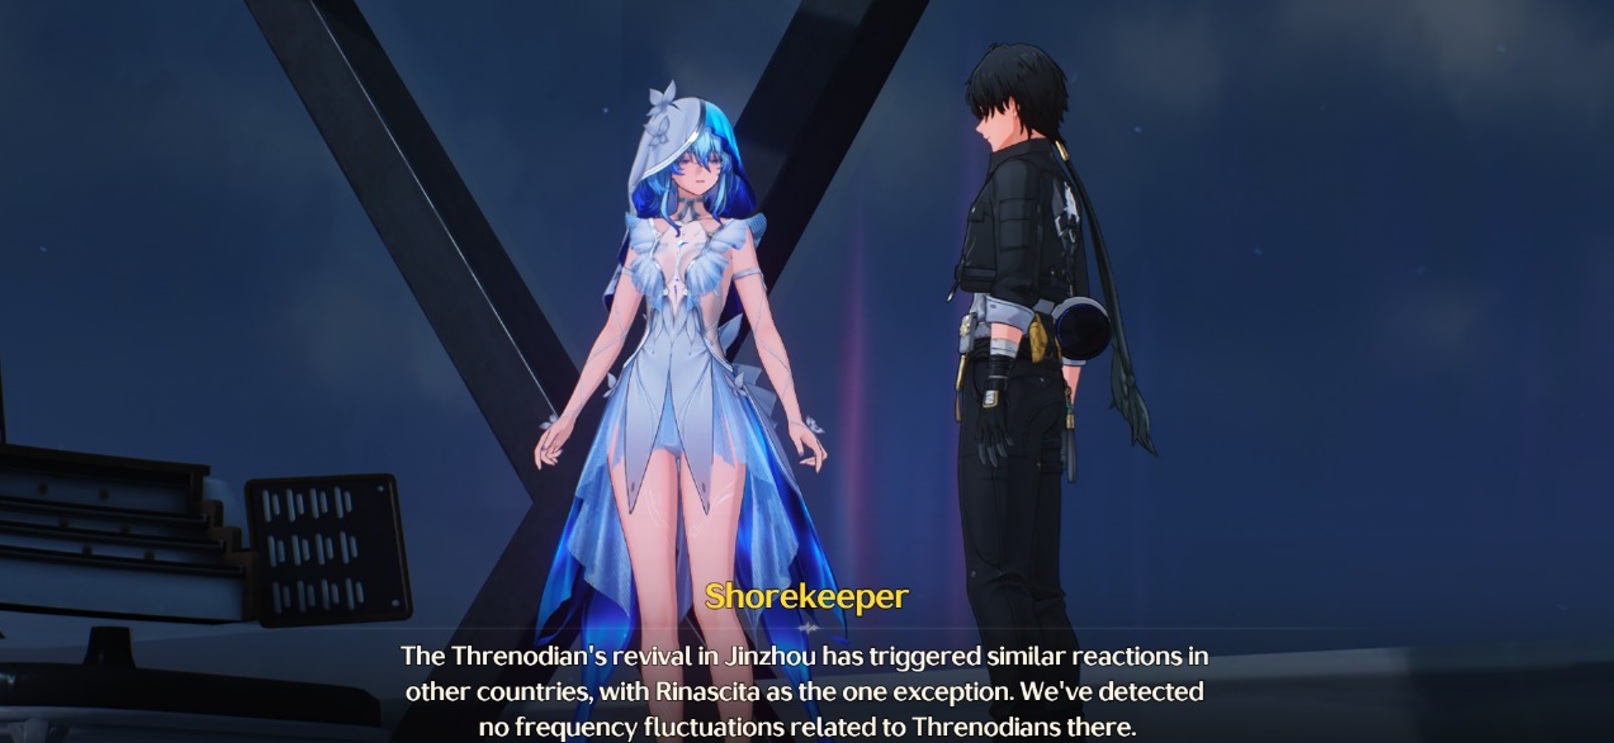 Shorekeeper
The Threnodian's revival in Jinzhou has triggered similar reactions in
other countries, with Rinascita as the one exception. We've detected
no frequency fluctuations related to Threnodians there.